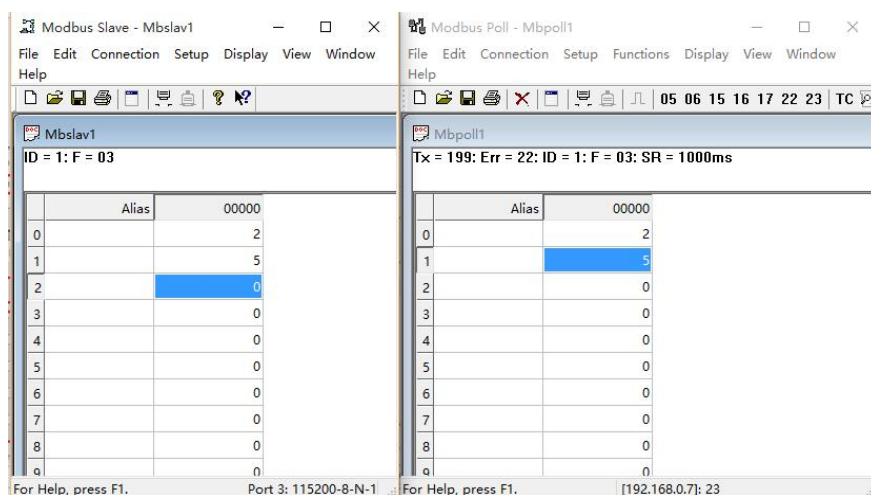 Modbus Slave - Mbslav1
File Edit Connection Setup Display View Window
Help
Mbslav1
ID = 1: F = 03
Alias 00000
0 2
1 5
2 0
3 0
4 0
5 0
6 0
7 0
8 0
9 0
For Help, press F1. Port 3: 115200-8-N-1
Modbus Poll - Mbpoll1
File Edit Connection Setup Functions Display View Window
Help
05 06 15 16 17 22 23 TC
Mbpoll1
Tx = 199: Err = 22: ID = 1: F = 03: SR = 1000ms
Alias 00000
0 2
1 5
2 0
3 0
4 0
5 0
6 0
7 0
8 0
9 0
For Help, press F1. [192.168.0.7]: 23